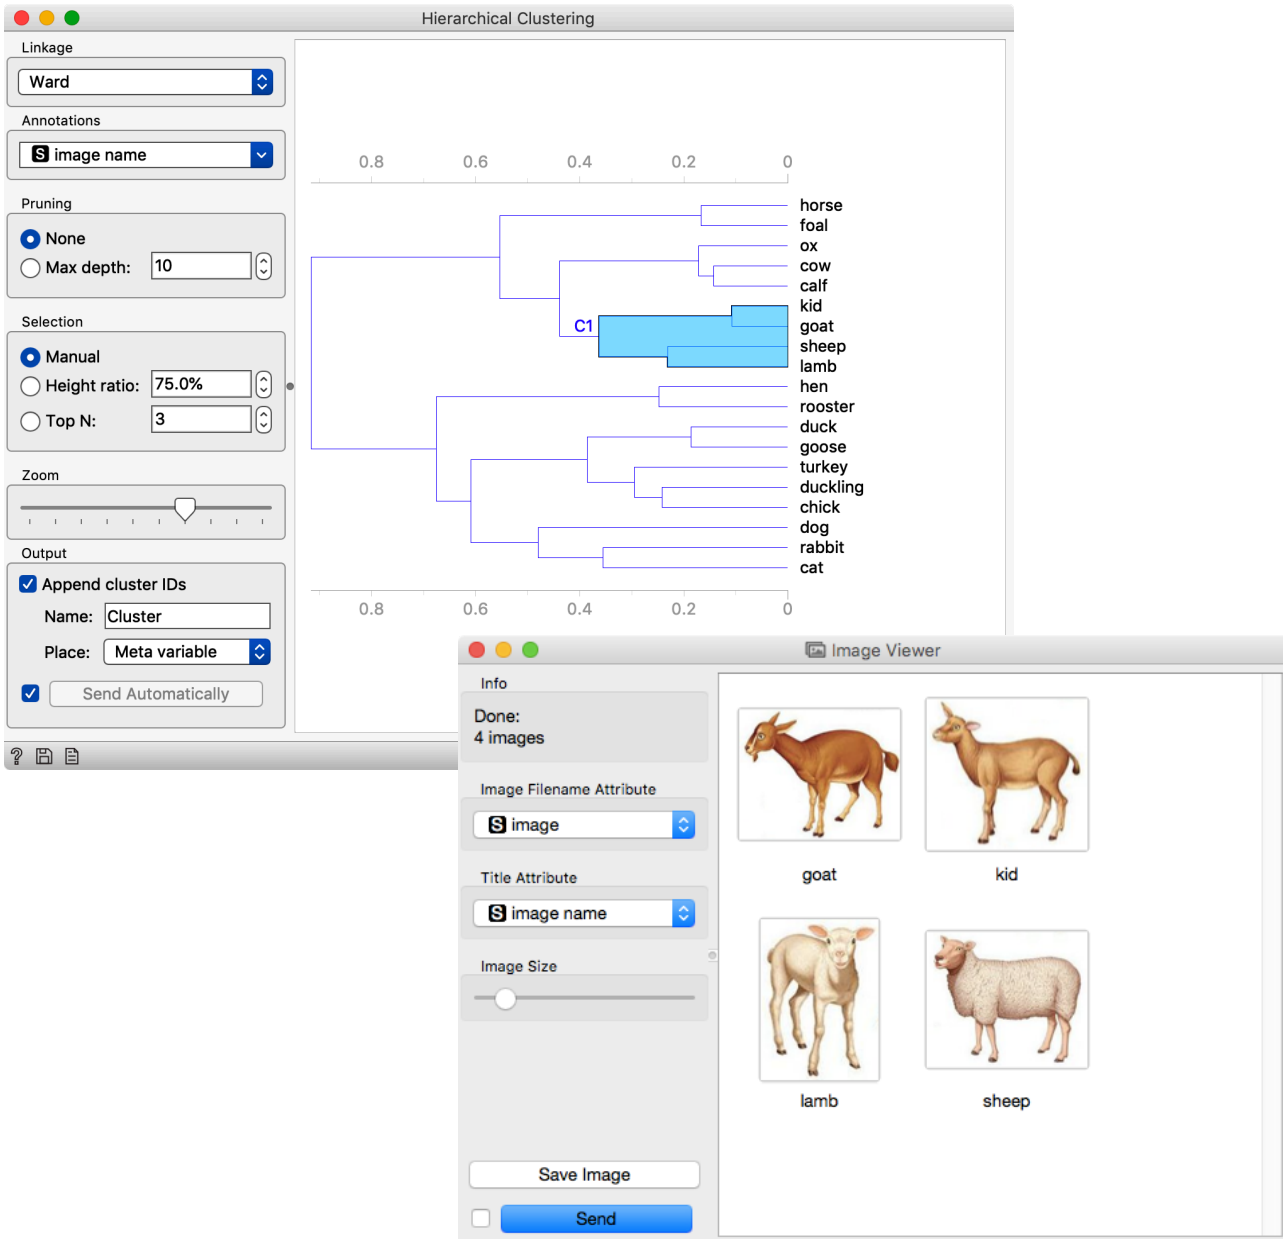 Hierarchical Clustering
Linkage
Ward
Annotations
S image name
Pruning
None
Max depth: 10
Selection
Manual
Height ratio: 75.0%
Top N: 3
Zoom
Output
Append cluster IDs
Name: Cluster
Place: Meta variable
Send Automatically
?
0.8 0.6 0.4 0.2 0
horse
foal
ox
cow
calf
kid
C1
goat
sheep
lamb
hen
rooster
duck
goose
turkey
duckling
chick
dog
rabbit
cat
0.8 0.6 0.4 0.2 0
Image Viewer
Info
Done:
4 images
Image Filename Attribute
S image
Title Attribute
S image name
Image Size
Save Image
Send
goat kid
lamb sheep